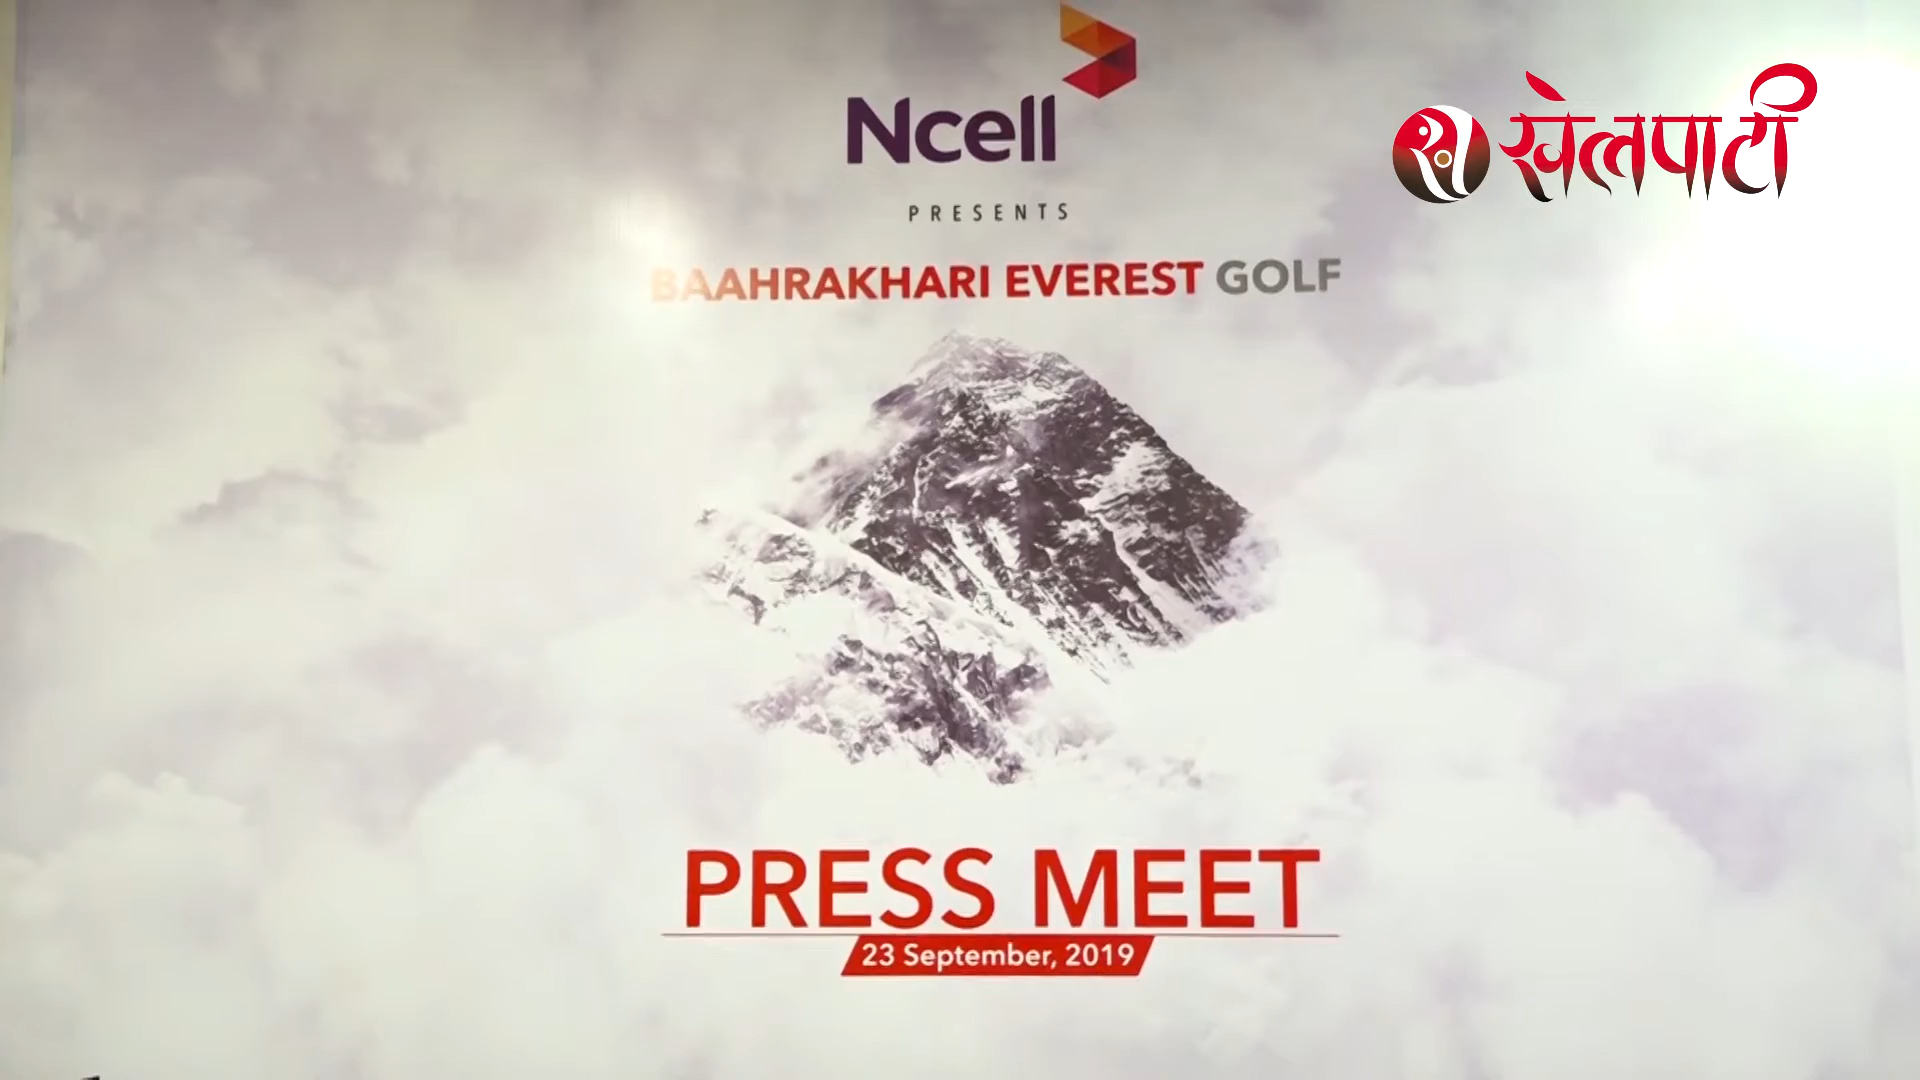 Ncell
PRESENTS
BAAHRAKHARI EVEREST GOLF
खेलपाटी
PRESS MEET
23 September, 2019